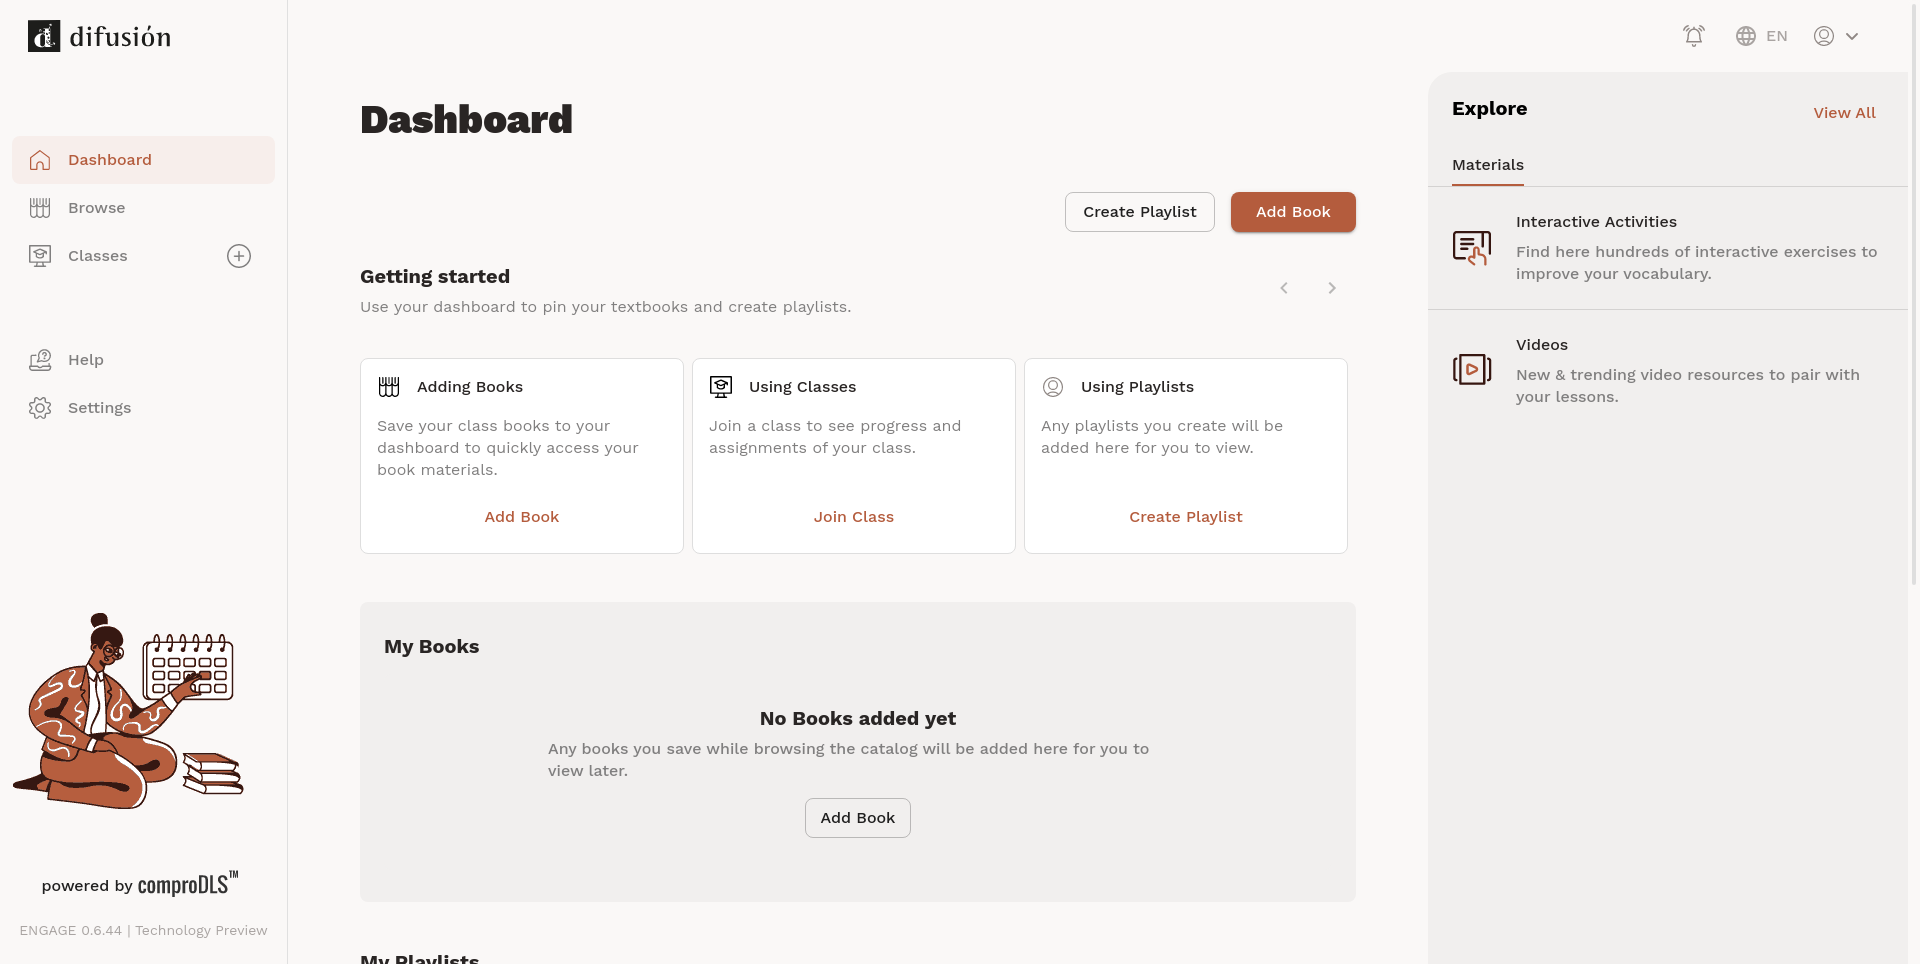 difusión
EN
Dashboard
Browse
Classes
Help
Settings
powered by comproDLS™
ENGAGE 0.6.44 | Technology Preview
Dashboard
Create Playlist
Add Book
Getting started
Use your dashboard to pin your textbooks and create playlists.
Adding Books
Save your class books to your
dashboard to quickly access your
book materials.
Add Book
Using Classes
Join a class to see progress and
assignments of your class.
Join Class
Using Playlists
Any playlists you create will be
added here for you to view.
Create Playlist
My Books
No Books added yet
Any books you save while browsing the catalog will be added here for you to
view later.
Add Book
My Playlists
Explore
View All
Materials
Interactive Activities
Find here hundreds of interactive exercises to
improve your vocabulary.
Videos
New & trending video resources to pair with
your lessons.